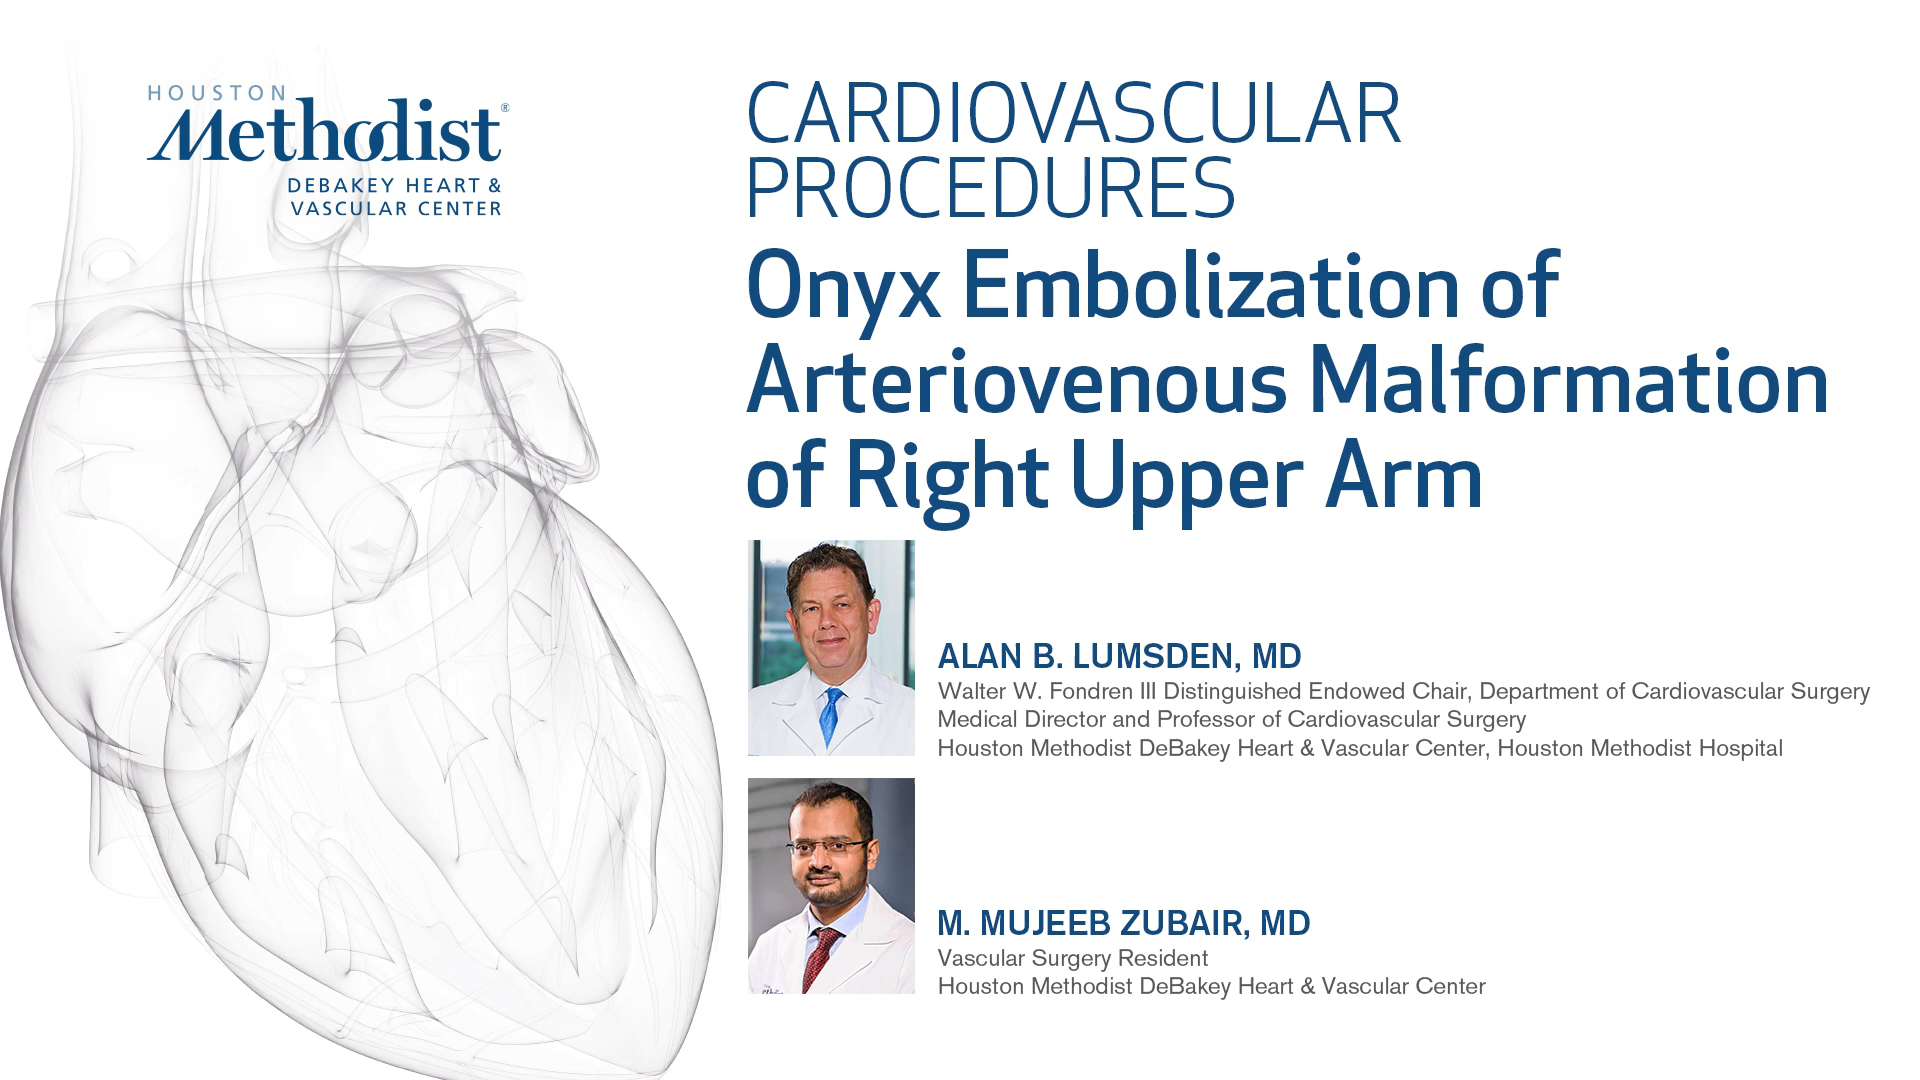 HOUSTON
Methodist®
DEBAKEY HEART &
VASCULAR CENTER
CARDIOVASCULAR
PROCEDURES
Onyx Embolization of
Arteriovenous Malformation
of Right Upper Arm
ALAN B. LUMSDEN, MD
Walter W. Fondren III Distinguished Endowed Chair, Department of Cardiovascular Surgery
Medical Director and Professor of Cardiovascular Surgery
Houston Methodist DeBakey Heart & Vascular Center, Houston Methodist Hospital
M. MUJEEB ZUBAIR, MD
Vascular Surgery Resident
Houston Methodist DeBakey Heart & Vascular Center